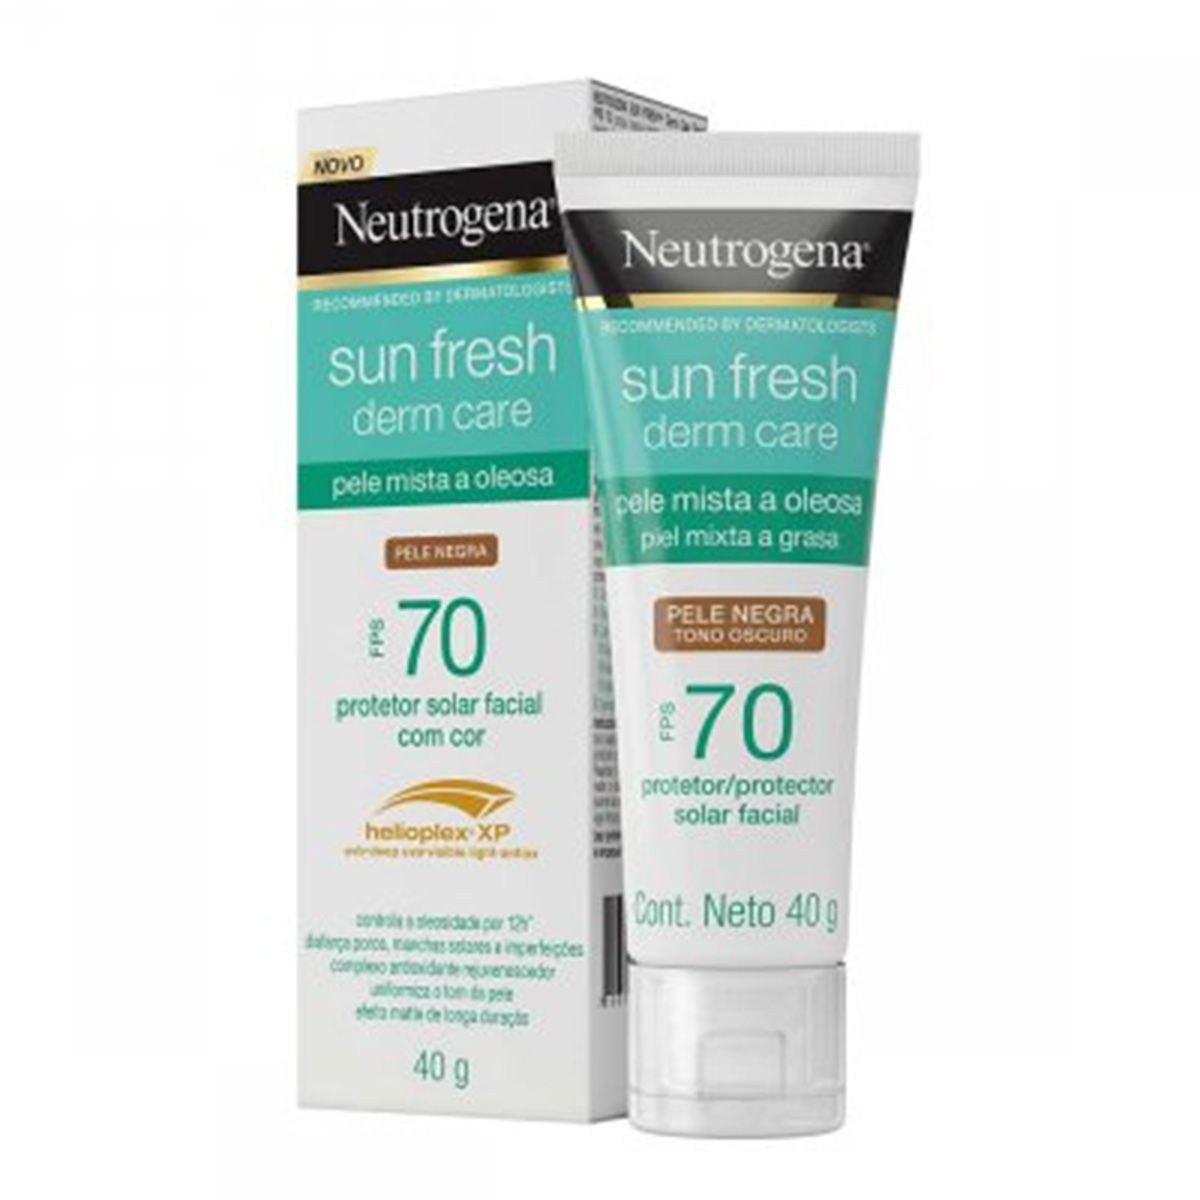 NOVO
Neutrogena®
RECOMMENDED BY DERMATOLOGISTS
sun fresh
derm care
pele mista a oleosa
PELE NEGRA
FPS 70
protetor solar facial
com cor
helioplex® XP
controla a oleosidade por 12h*
disfarça poros, manchas solares e imperfeições
complexo antioxidante rejuvenescedor
uniformiza o tom da pele
efeito matte de longa duração
40 g
Neutrogena®
RECOMMENDED BY DERMATOLOGISTS
sun fresh
derm care
pele mista a oleosa
piel mixta a grasa
PELE NEGRA
TONO OSCURO
FPS 70
protetor/protector
solar facial
Cont. Neto 40 g